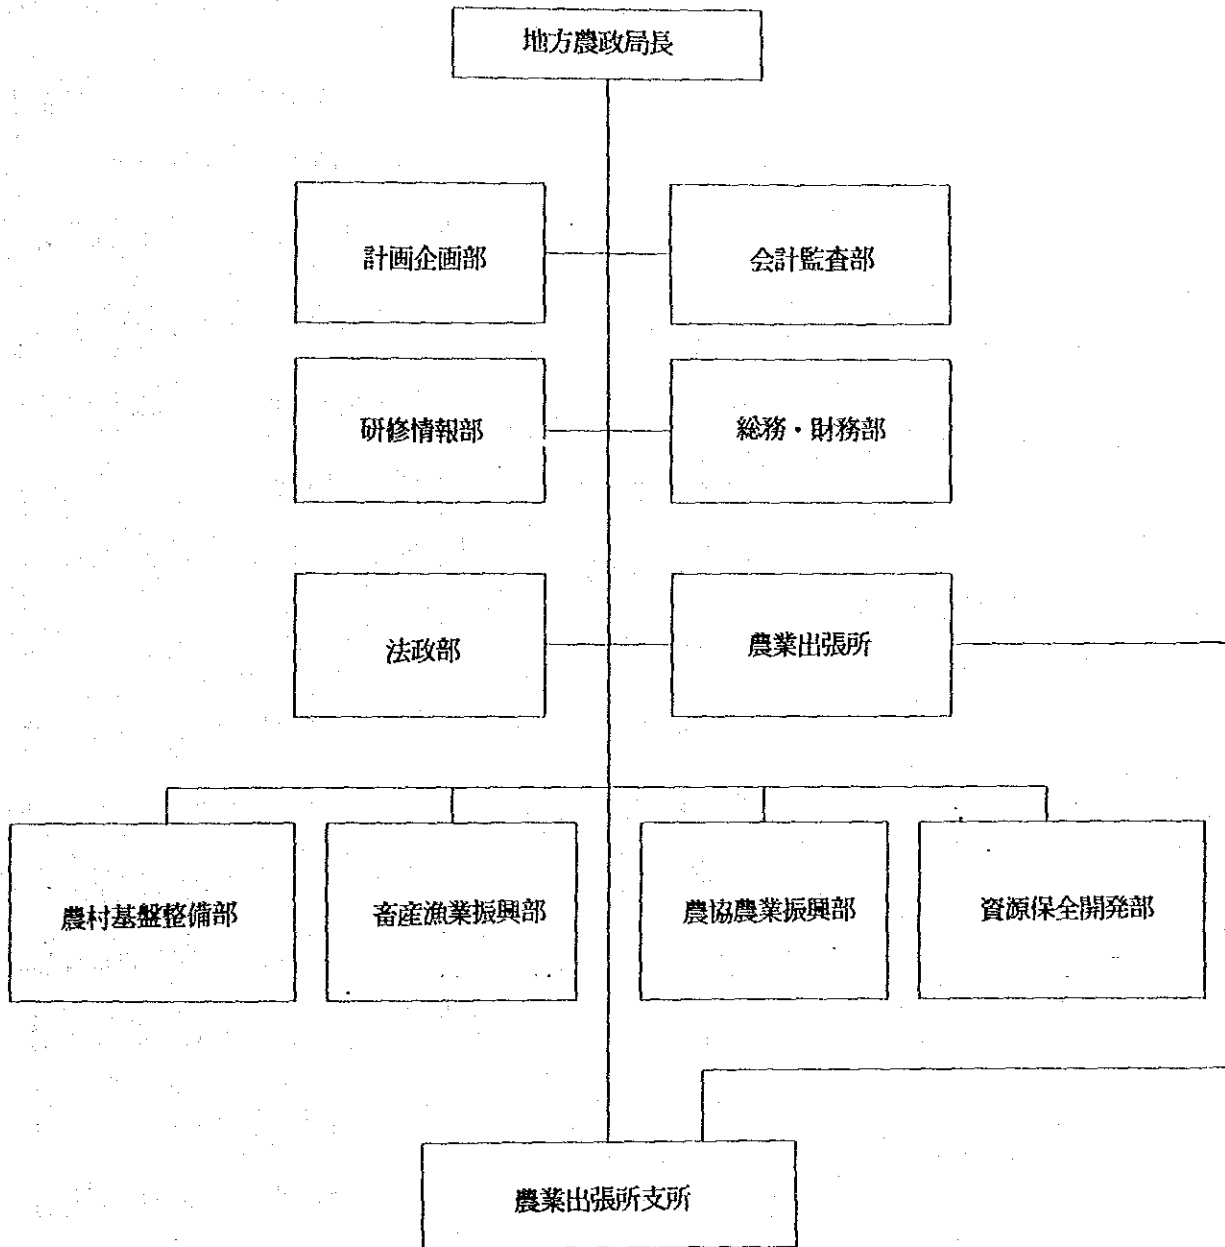 地方農政局長
計画企画部
会計監査部
研修情報部
総務・財務部
法政部
農業出張所
農村基盤整備部
畜産漁業振興部
農協農業振興部
資源保全開発部
農業出張所支所